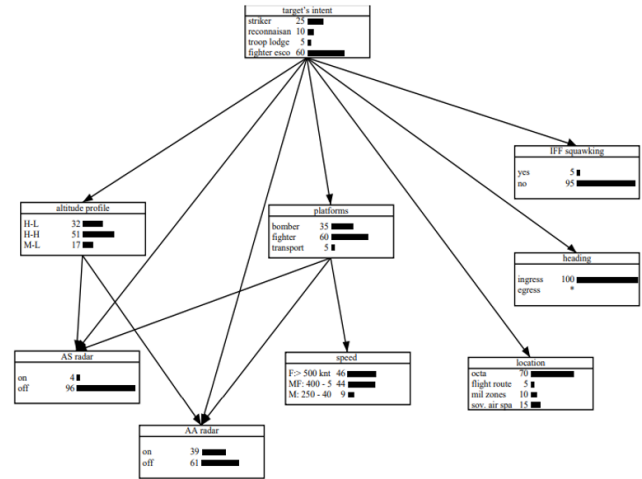 target's intent
striker 25
reconnaisan 10
troop lodge 5
fighter esco 60
IFF squawking
yes 5
no 95
altitude profile
H-L 32
H-H 51
M-L 17
platforms
bomber 35
fighter 60
transport 5
heading
ingress 100
egress *
AS radar
on 4
off 96
speed
F:> 500 knt 46
MF: 400 - 5 44
M: 250 - 40 9
location
octa 70
flight route 5
mil zones 10
sov. air spa 15
AA radar
on 39
off 61